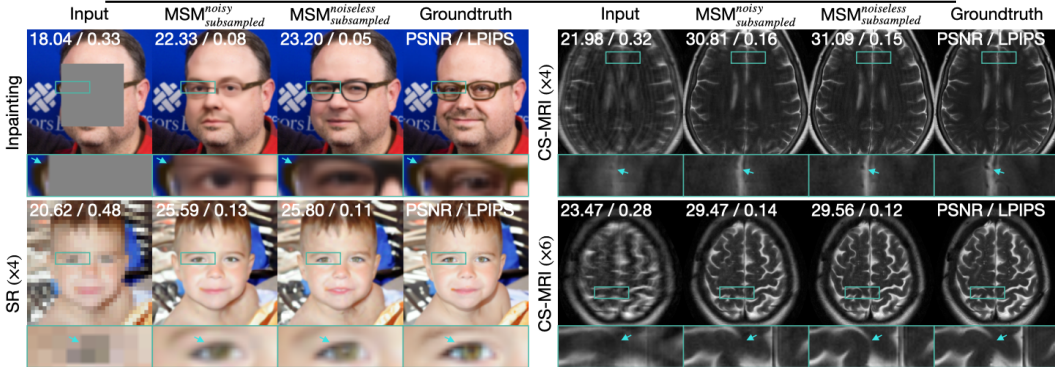 Input MSM^{noisy}_{subsampled} MSM^{noiseless}_{subsampled} Groundtruth Input MSM^{noisy}_{subsampled} MSM^{noiseless}_{subsampled} Groundtruth
Inpainting
18.04 / 0.33 22.33 / 0.08 23.20 / 0.05 PSNR / LPIPS
CS-MRI (×4)
21.98 / 0.32 30.81 / 0.16 31.09 / 0.15 PSNR / LPIPS
SR (×4)
20.62 / 0.48 25.59 / 0.13 25.80 / 0.11 PSNR / LPIPS
CS-MRI (×6)
23.47 / 0.28 29.47 / 0.14 29.56 / 0.12 PSNR / LPIPS